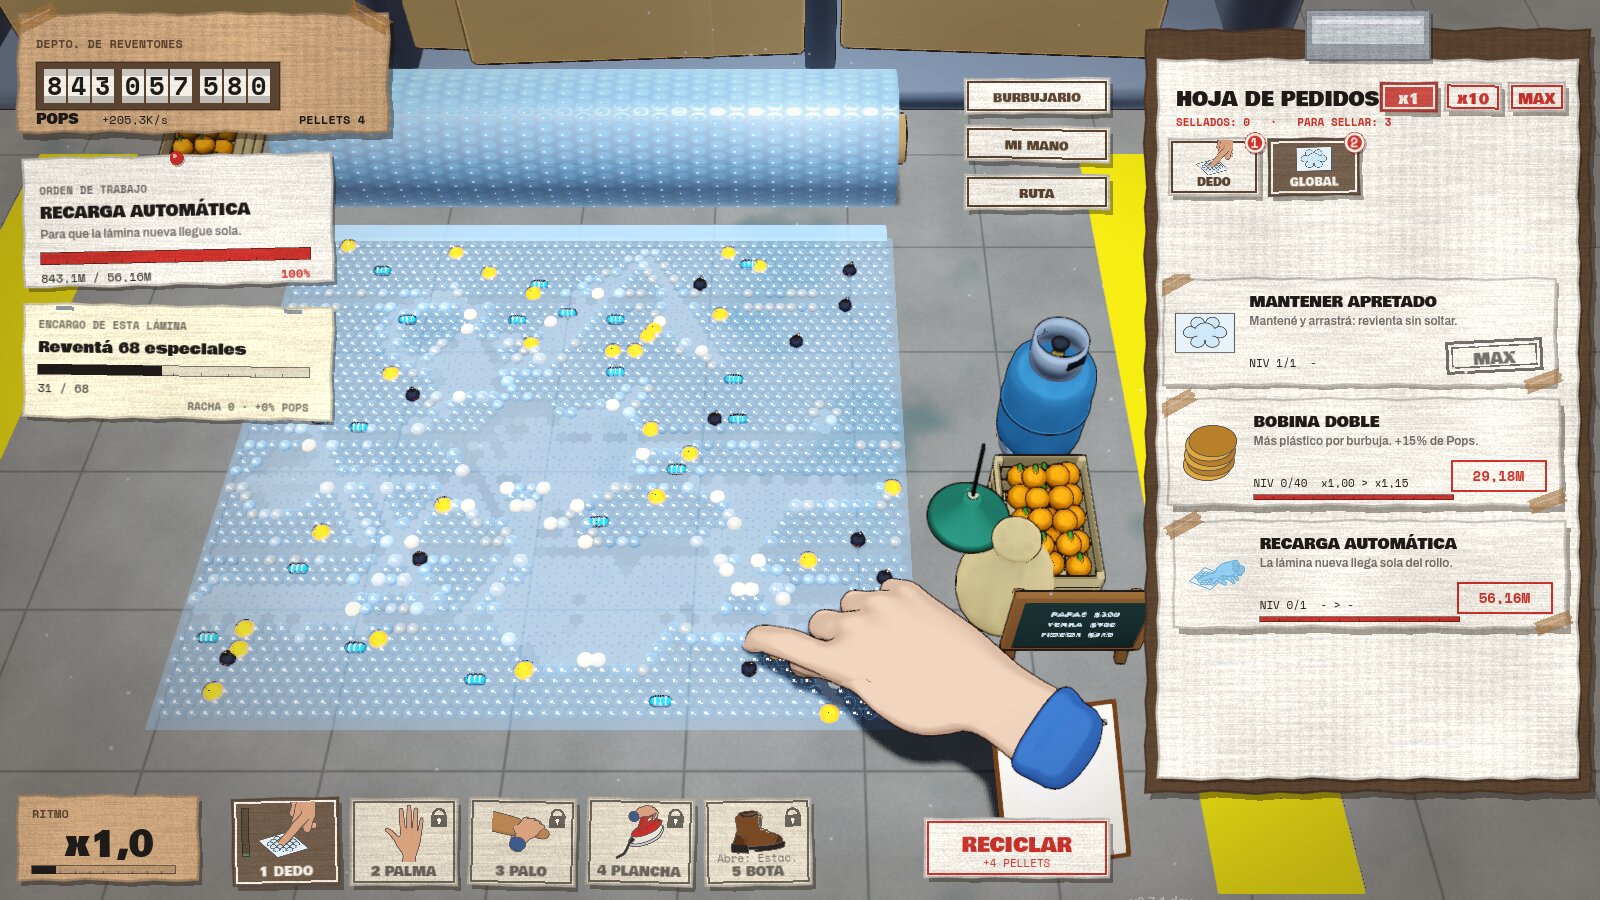 DEPTO. DE REVENTONES
843 057 580
POPS +205.3K/s PELLETS 4
ORDEN DE TRABAJO
RECARGA AUTOMÁTICA
Para que la lámina nueva llegue sola.
843.1M / 56.16M 100%
ENCARGO DE ESTA LÁMINA
Reventá 68 especiales
31 / 68
RACHA 0 - +0% POPS
BURBUJARIO
MI MANO
RUTA
HOJA DE PEDIDOS x1 x10 MAX
SELLADOS: 0 · PARA SELLAR: 3
DEDO 1
GLOBAL 2
MANTENER APRETADO
Mantené y arrastrá: revienta sin soltar.
NIV 1/1 -
MAX
BOBINA DOBLE
Más plástico por burbuja. +15% de Pops.
NIV 0/40 x1.00 > x1.15
29,18M
RECARGA AUTOMÁTICA
La lámina nueva llega sola del rollo.
NIV 0/1 - > -
56,16M
RITMO
x1,0
1 DEDO
2 PALMA
3 PALO
4 PLANCHA
Abre: Estac.
5 BOTA
RECICLAR
+4 PELLETS